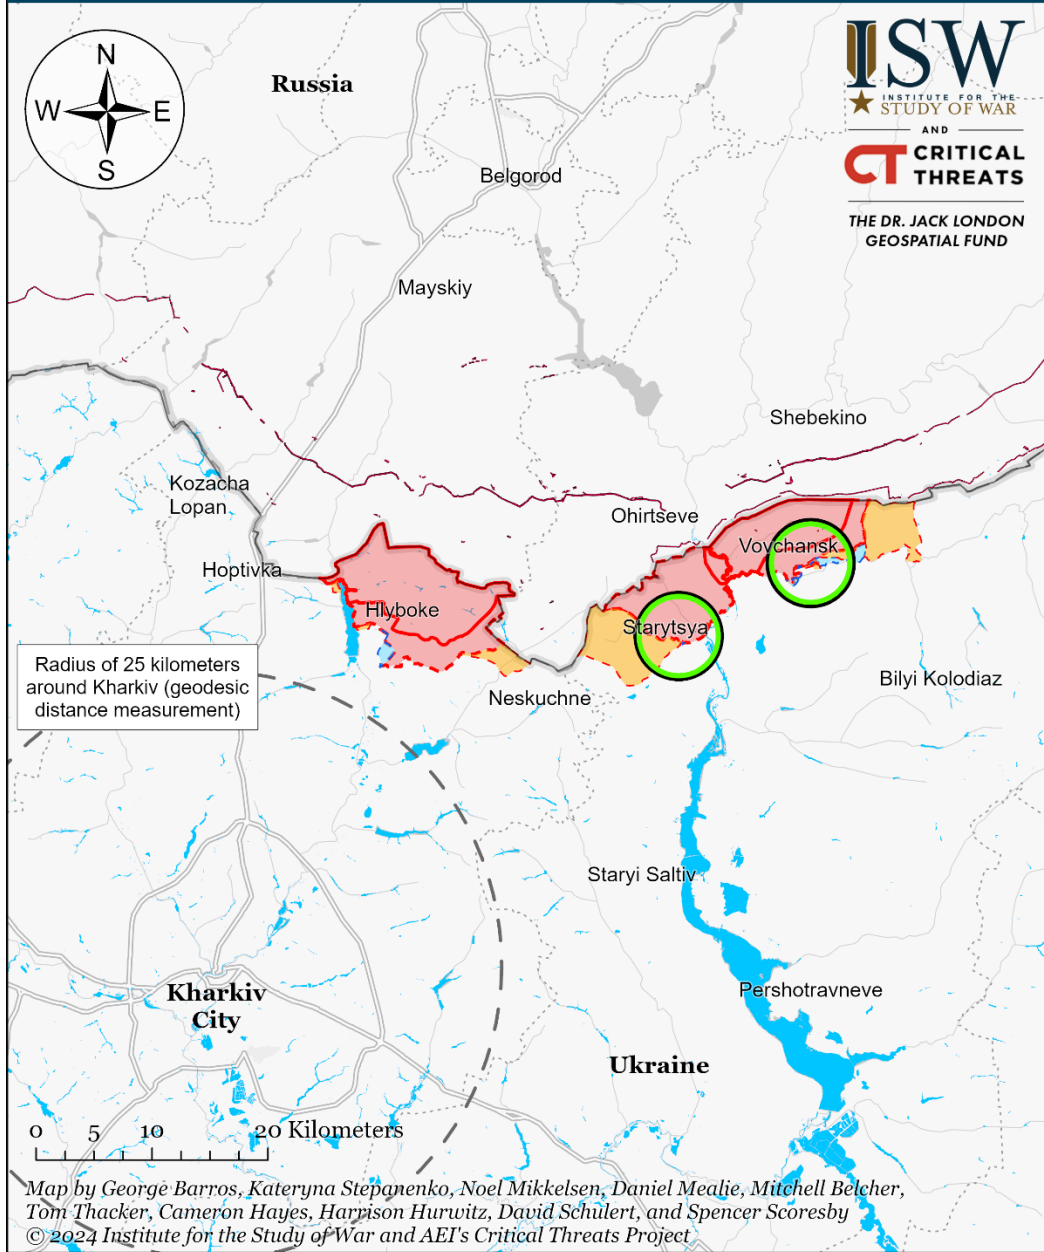 N
W
E
S
Russia
ISW
INSTITUTE FOR THE
STUDY OF WAR
AND
CT CRITICAL
THREATS
THE DR. JACK LONDON
GEOSPATIAL FUND
Belgorod
Mayskiy
Shebekino
Kozacha
Lopan
Ohirtseve
Vovchansk
Hoptivka
Hlyboke
Starytsya
Radius of 25 kilometers
around Kharkiv (geodesic
distance measurement)
Neskuchne
Bilyi Kolodiaz
Staryi Saltiv
Kharkiv
City
Pershotravneve
Ukraine
0 5 10 20 Kilometers
Map by George Barros, Kateryna Stepanenko, Noel Mikkelsen, Daniel Mealie, Mitchell Belcher,
Tom Thacker, Cameron Hayes, Harrison Hurwitz, David Schulert, and Spencer Scoresby
© 2024 Institute for the Study of War and AEI's Critical Threats Project